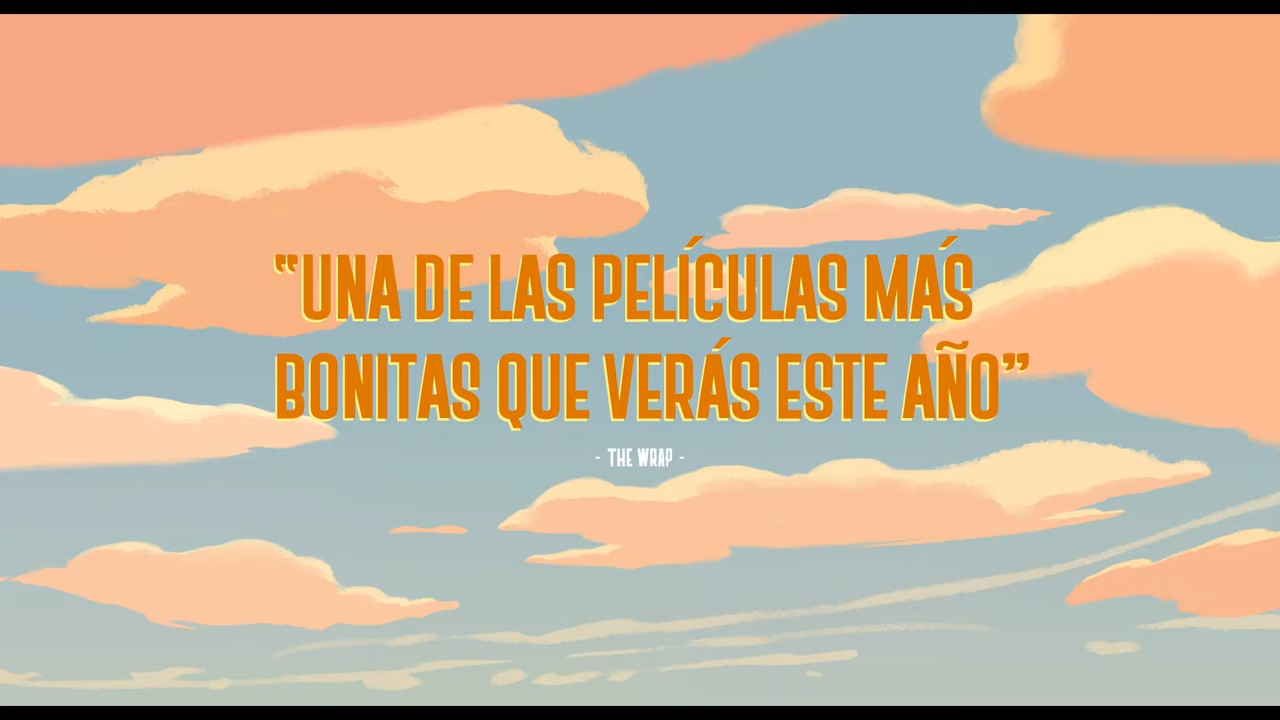 “UNA DE LAS PELÍCULAS MÁS
BONITAS QUE VERÁS ESTE AÑO”
- THE WRAP -